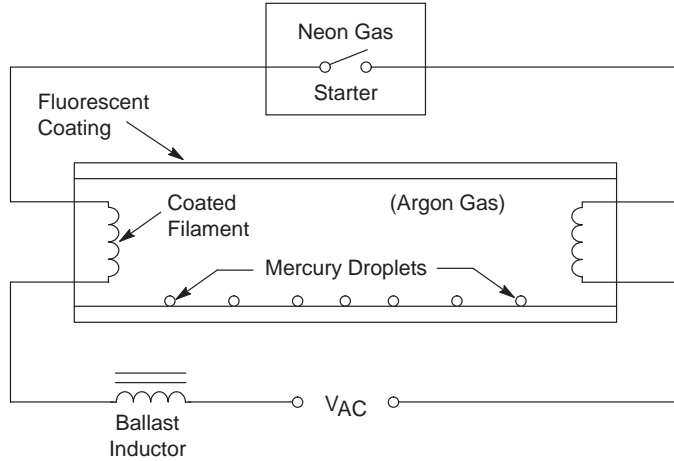 Neon Gas
Starter
Fluorescent
Coating
Coated
Filament
(Argon Gas)
Mercury Droplets
VAC
Ballast
Inductor